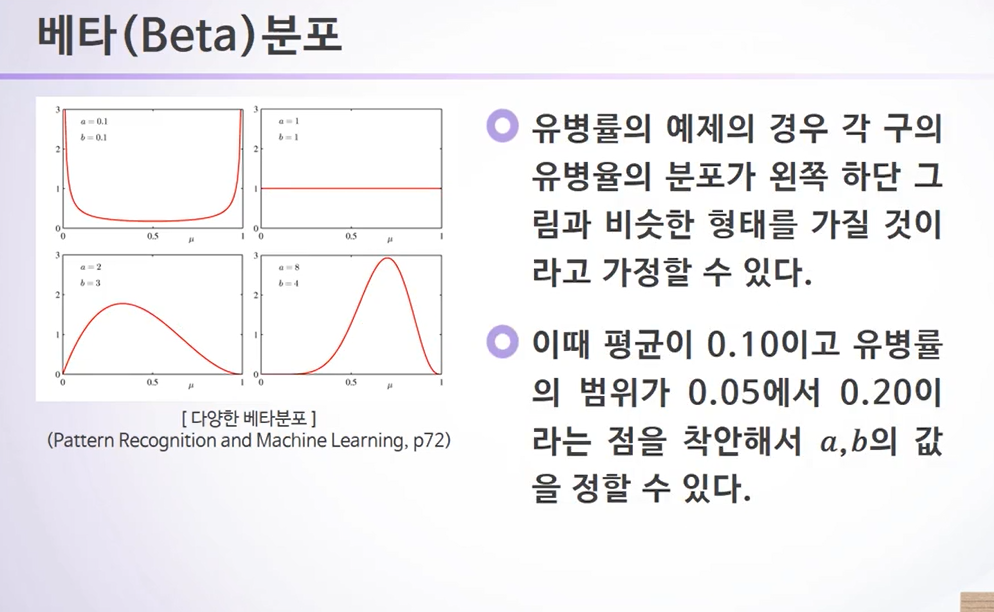 베타(Beta)분포
3
2
1
0
0
0.5
μ
1
a = 0.1
b = 0.1
3
2
1
0
0
0.5
μ
1
a = 1
b = 1
3
2
1
0
0
0.5
μ
1
a = 2
b = 3
3
2
1
0
0
0.5
μ
1
a = 8
b = 4
[ 다양한 베타분포 ]
(Pattern Recognition and Machine Learning, p72)
유병률의 예제의 경우 각 구의
유병율의 분포가 왼쪽 하단 그
림과 비슷한 형태를 가질 것이
라고 가정할 수 있다.
이때 평균이 0.10이고 유병률
의 범위가 0.05에서 0.20이
라는 점을 착안해서 a,b의 값
을 정할 수 있다.